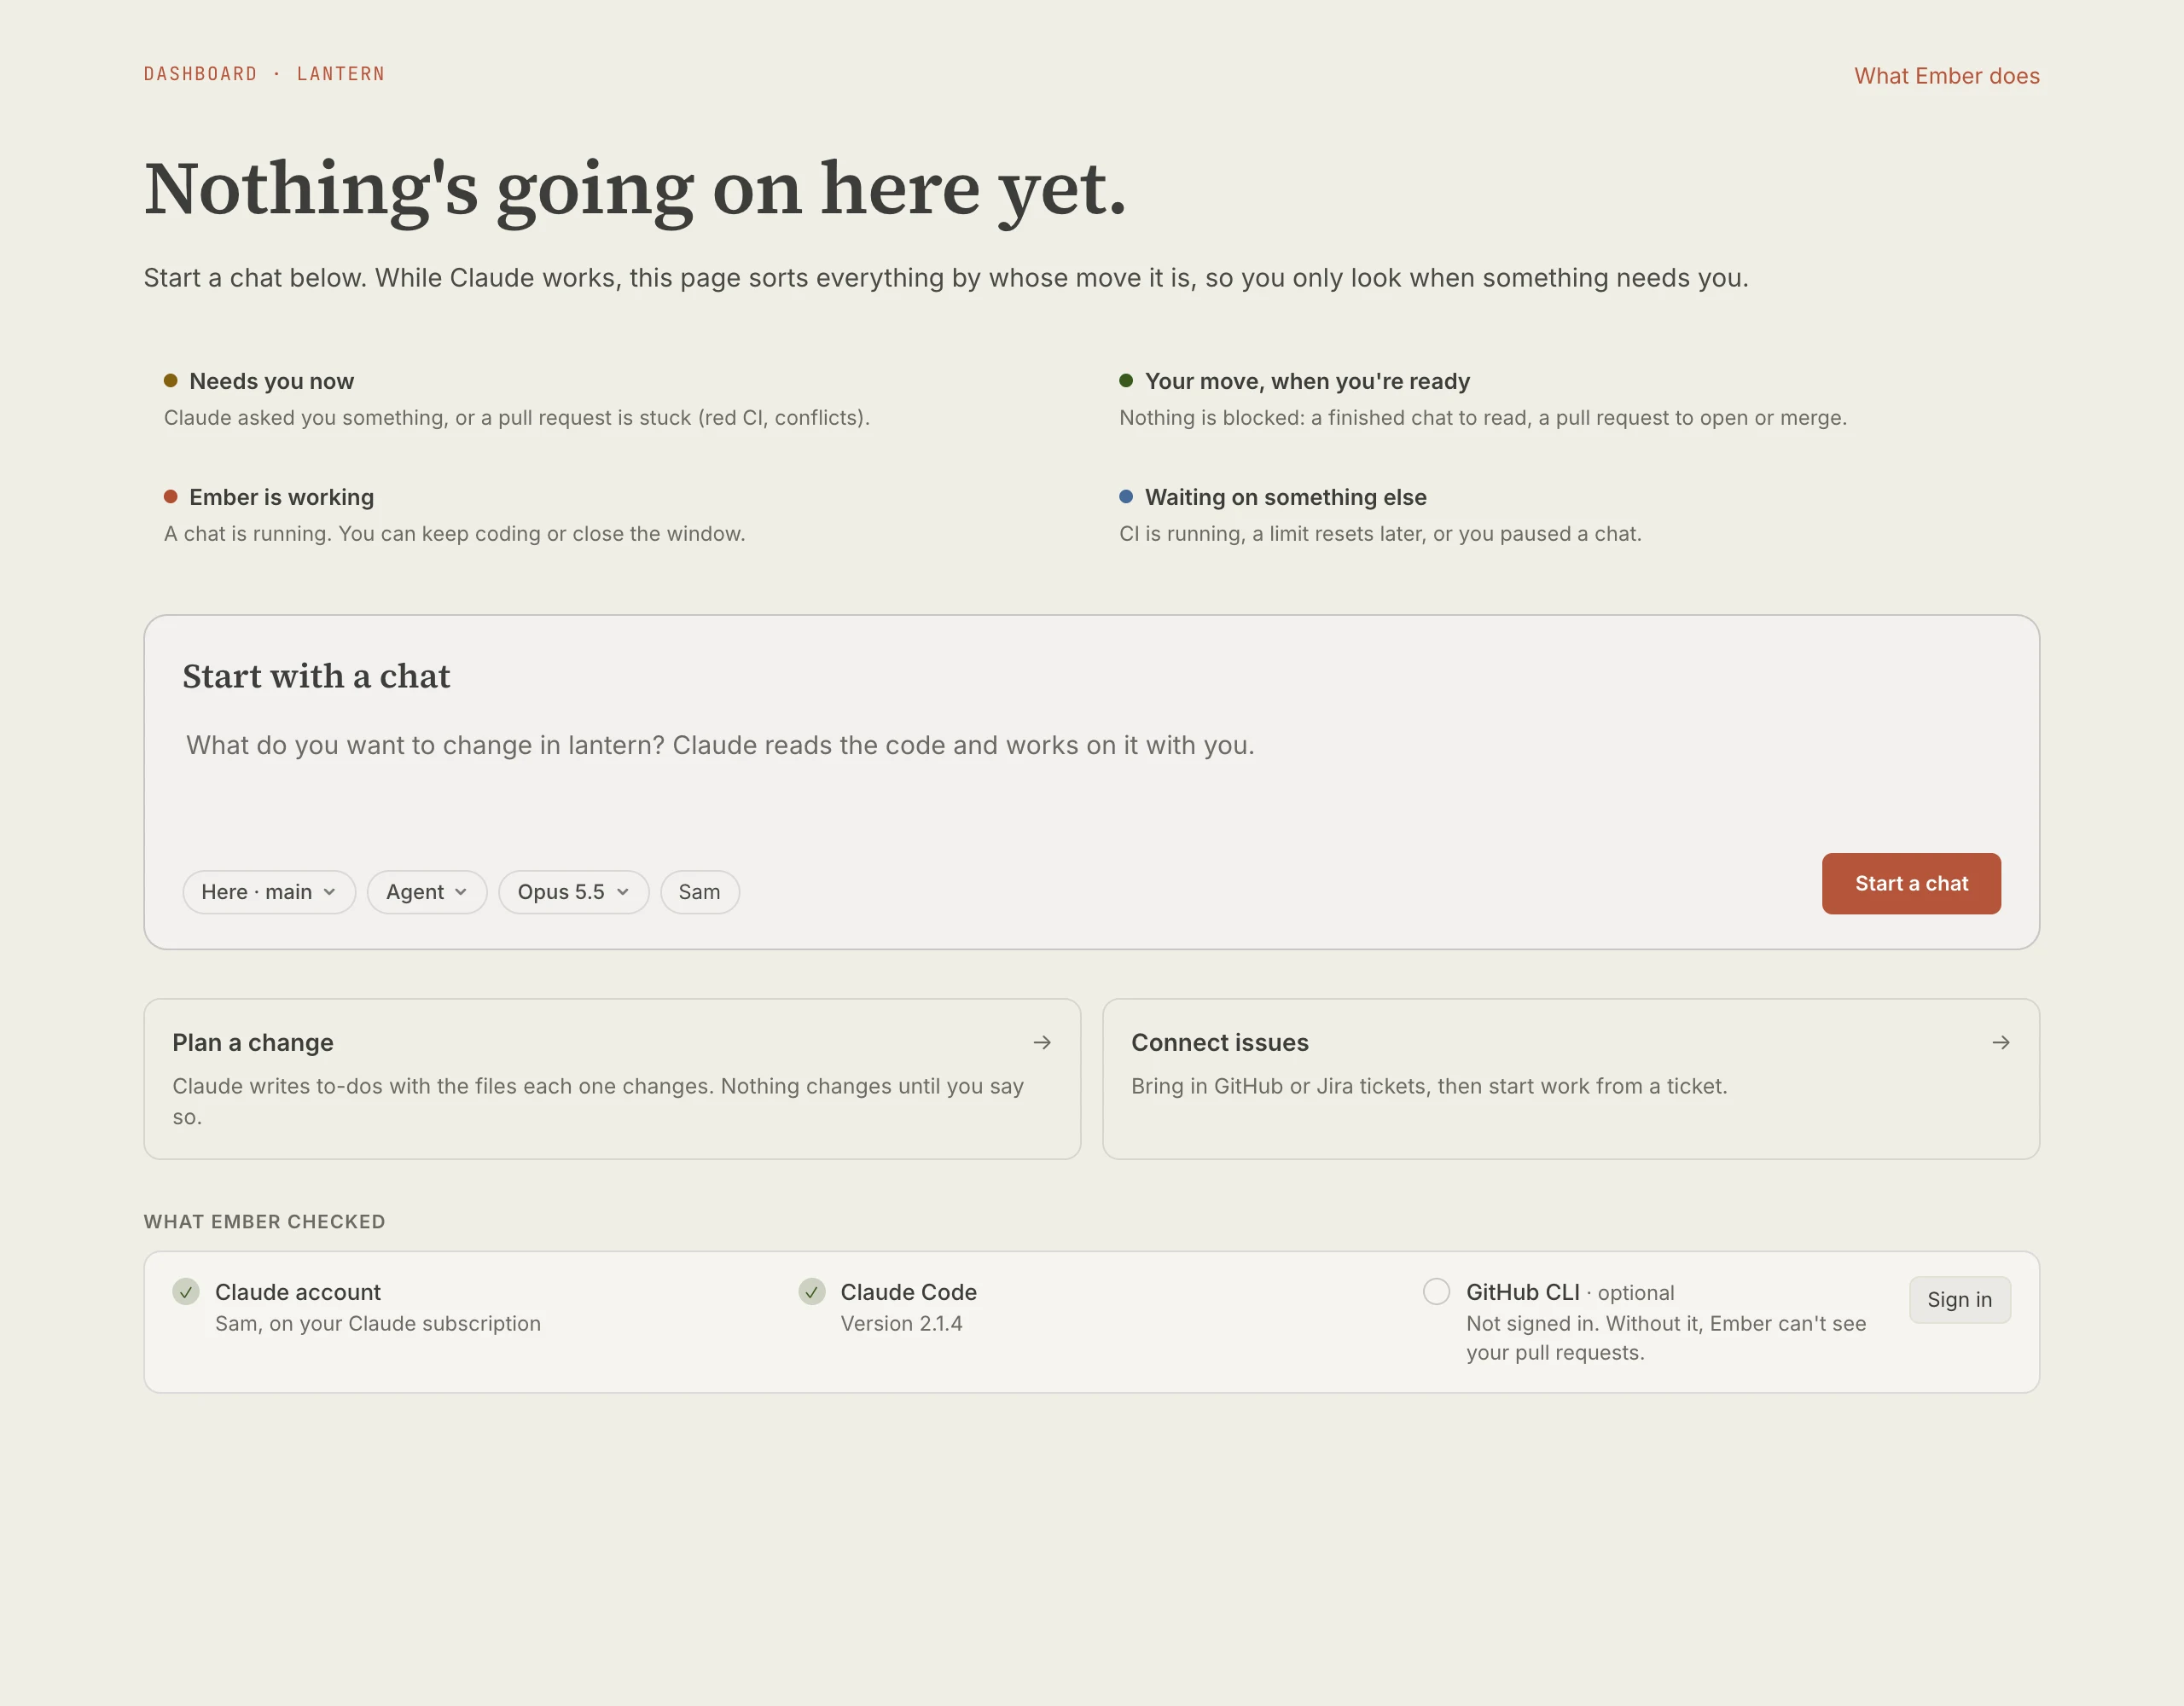 DASHBOARD · LANTERN
What Ember does
Nothing's going on here yet.
Start a chat below. While Claude works, this page sorts everything by whose move it is, so you only look when something needs you.
Needs you now
Claude asked you something, or a pull request is stuck (red CI, conflicts).
Your move, when you're ready
Nothing is blocked: a finished chat to read, a pull request to open or merge.
Ember is working
A chat is running. You can keep coding or close the window.
Waiting on something else
CI is running, a limit resets later, or you paused a chat.
Start with a chat
What do you want to change in lantern? Claude reads the code and works on it with you.
Here · main
Agent
Opus 5.5
Sam
Start a chat
Plan a change
Claude writes to-dos with the files each one changes. Nothing changes until you say
so.
Connect issues
Bring in GitHub or Jira tickets, then start work from a ticket.
WHAT EMBER CHECKED
Claude account
Sam, on your Claude subscription
Claude Code
Version 2.1.4
GitHub CLI · optional
Not signed in. Without it, Ember can't see
your pull requests.
Sign in